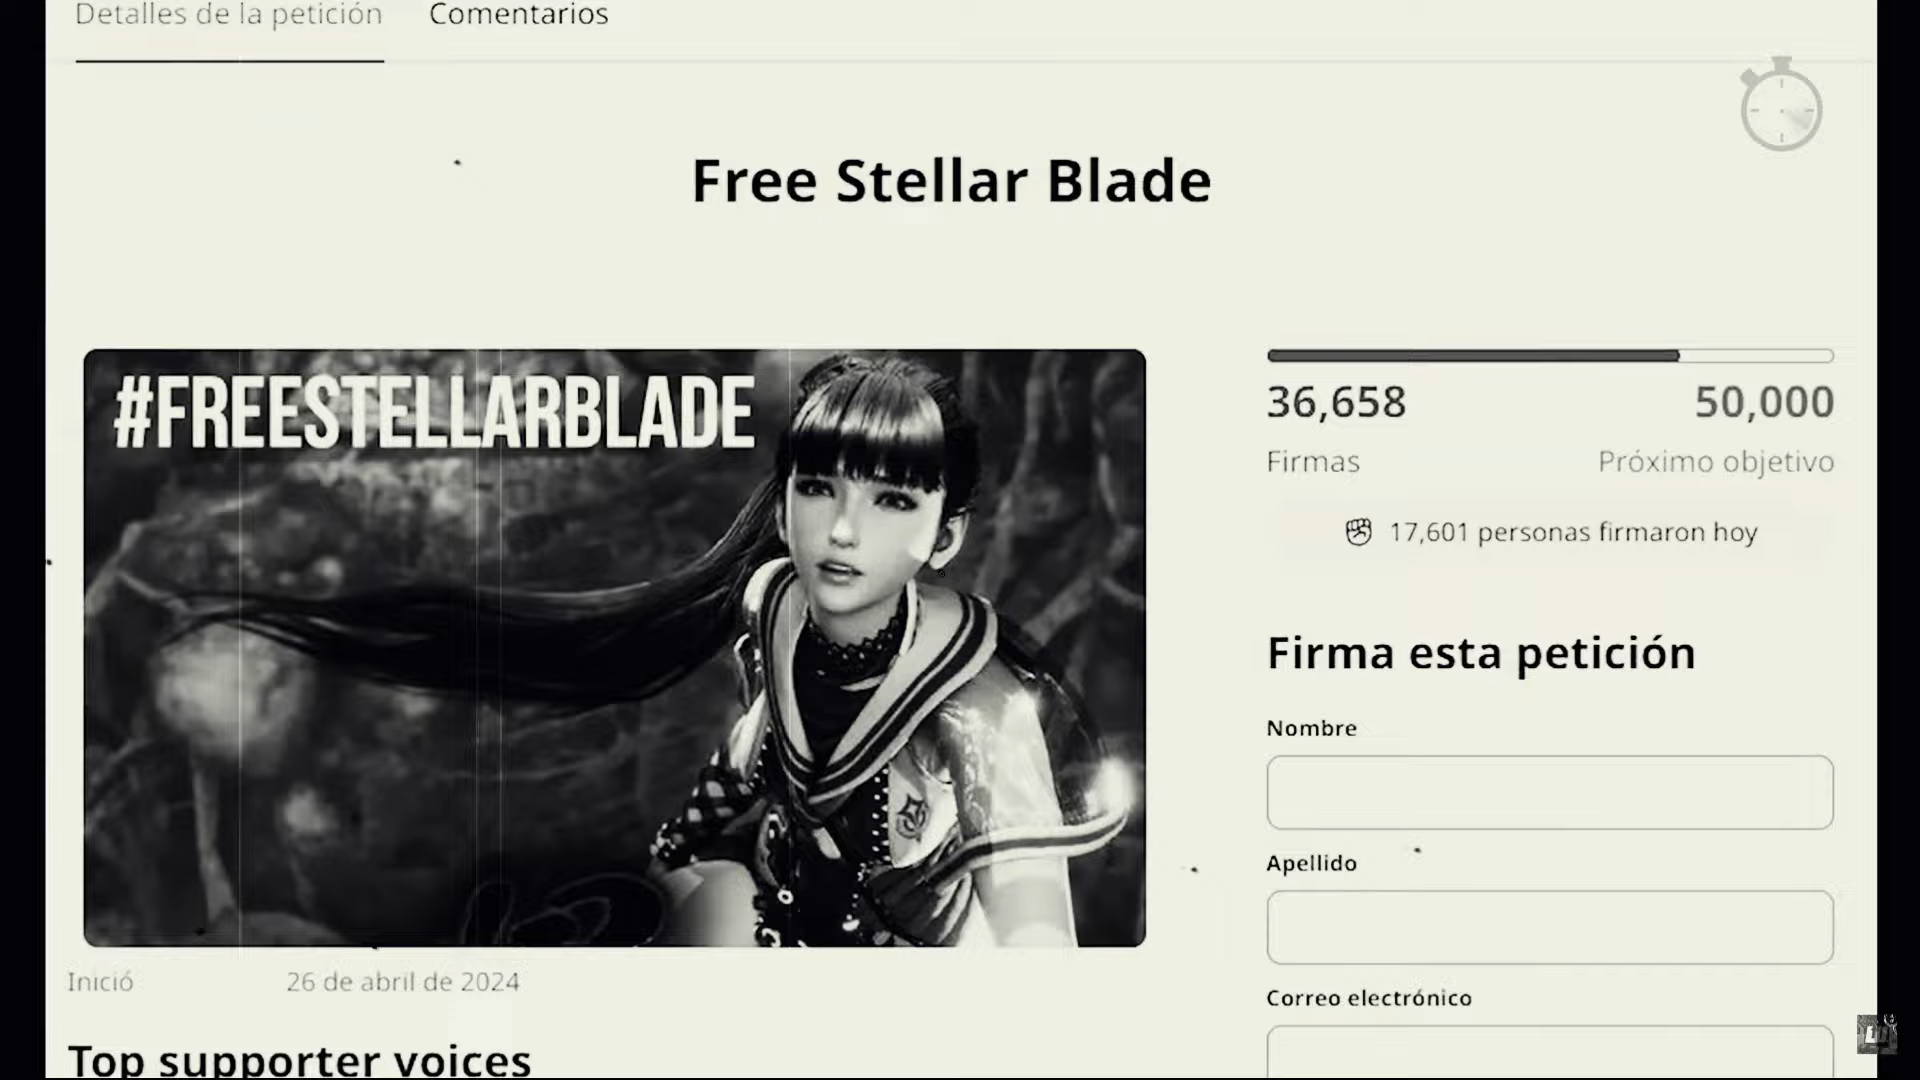 Detalles de la petición
Comentarios
Free Stellar Blade
#FREESTELLARBLADE
36,658
50,000
Firmas
Próximo objetivo
17,601 personas firmaron hoy
Firma esta petición
Nombre
Apellido
Correo electrónico
Inició
26 de abril de 2024
Top supporter voices